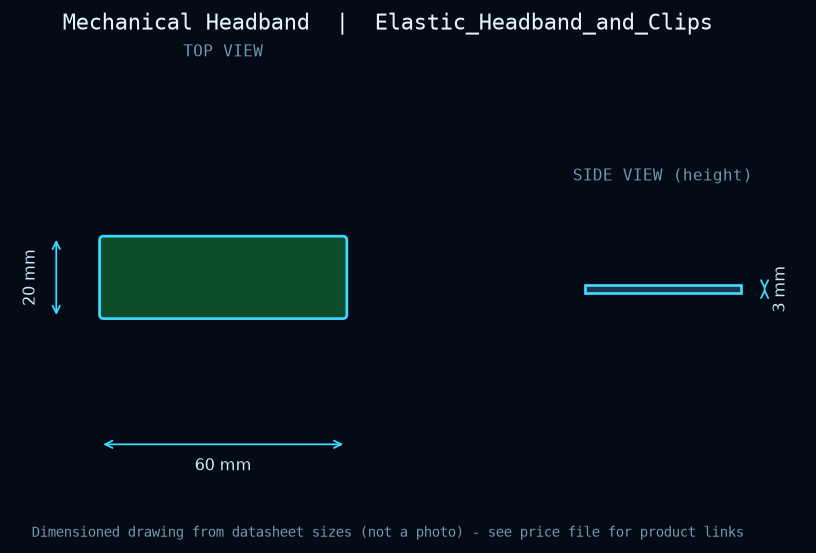 Mechanical Headband | Elastic_Headband_and_Clips
TOP VIEW
SIDE VIEW (height)
20 mm
3 mm
60 mm
Dimensioned drawing from datasheet sizes (not a photo) - see price file for product links